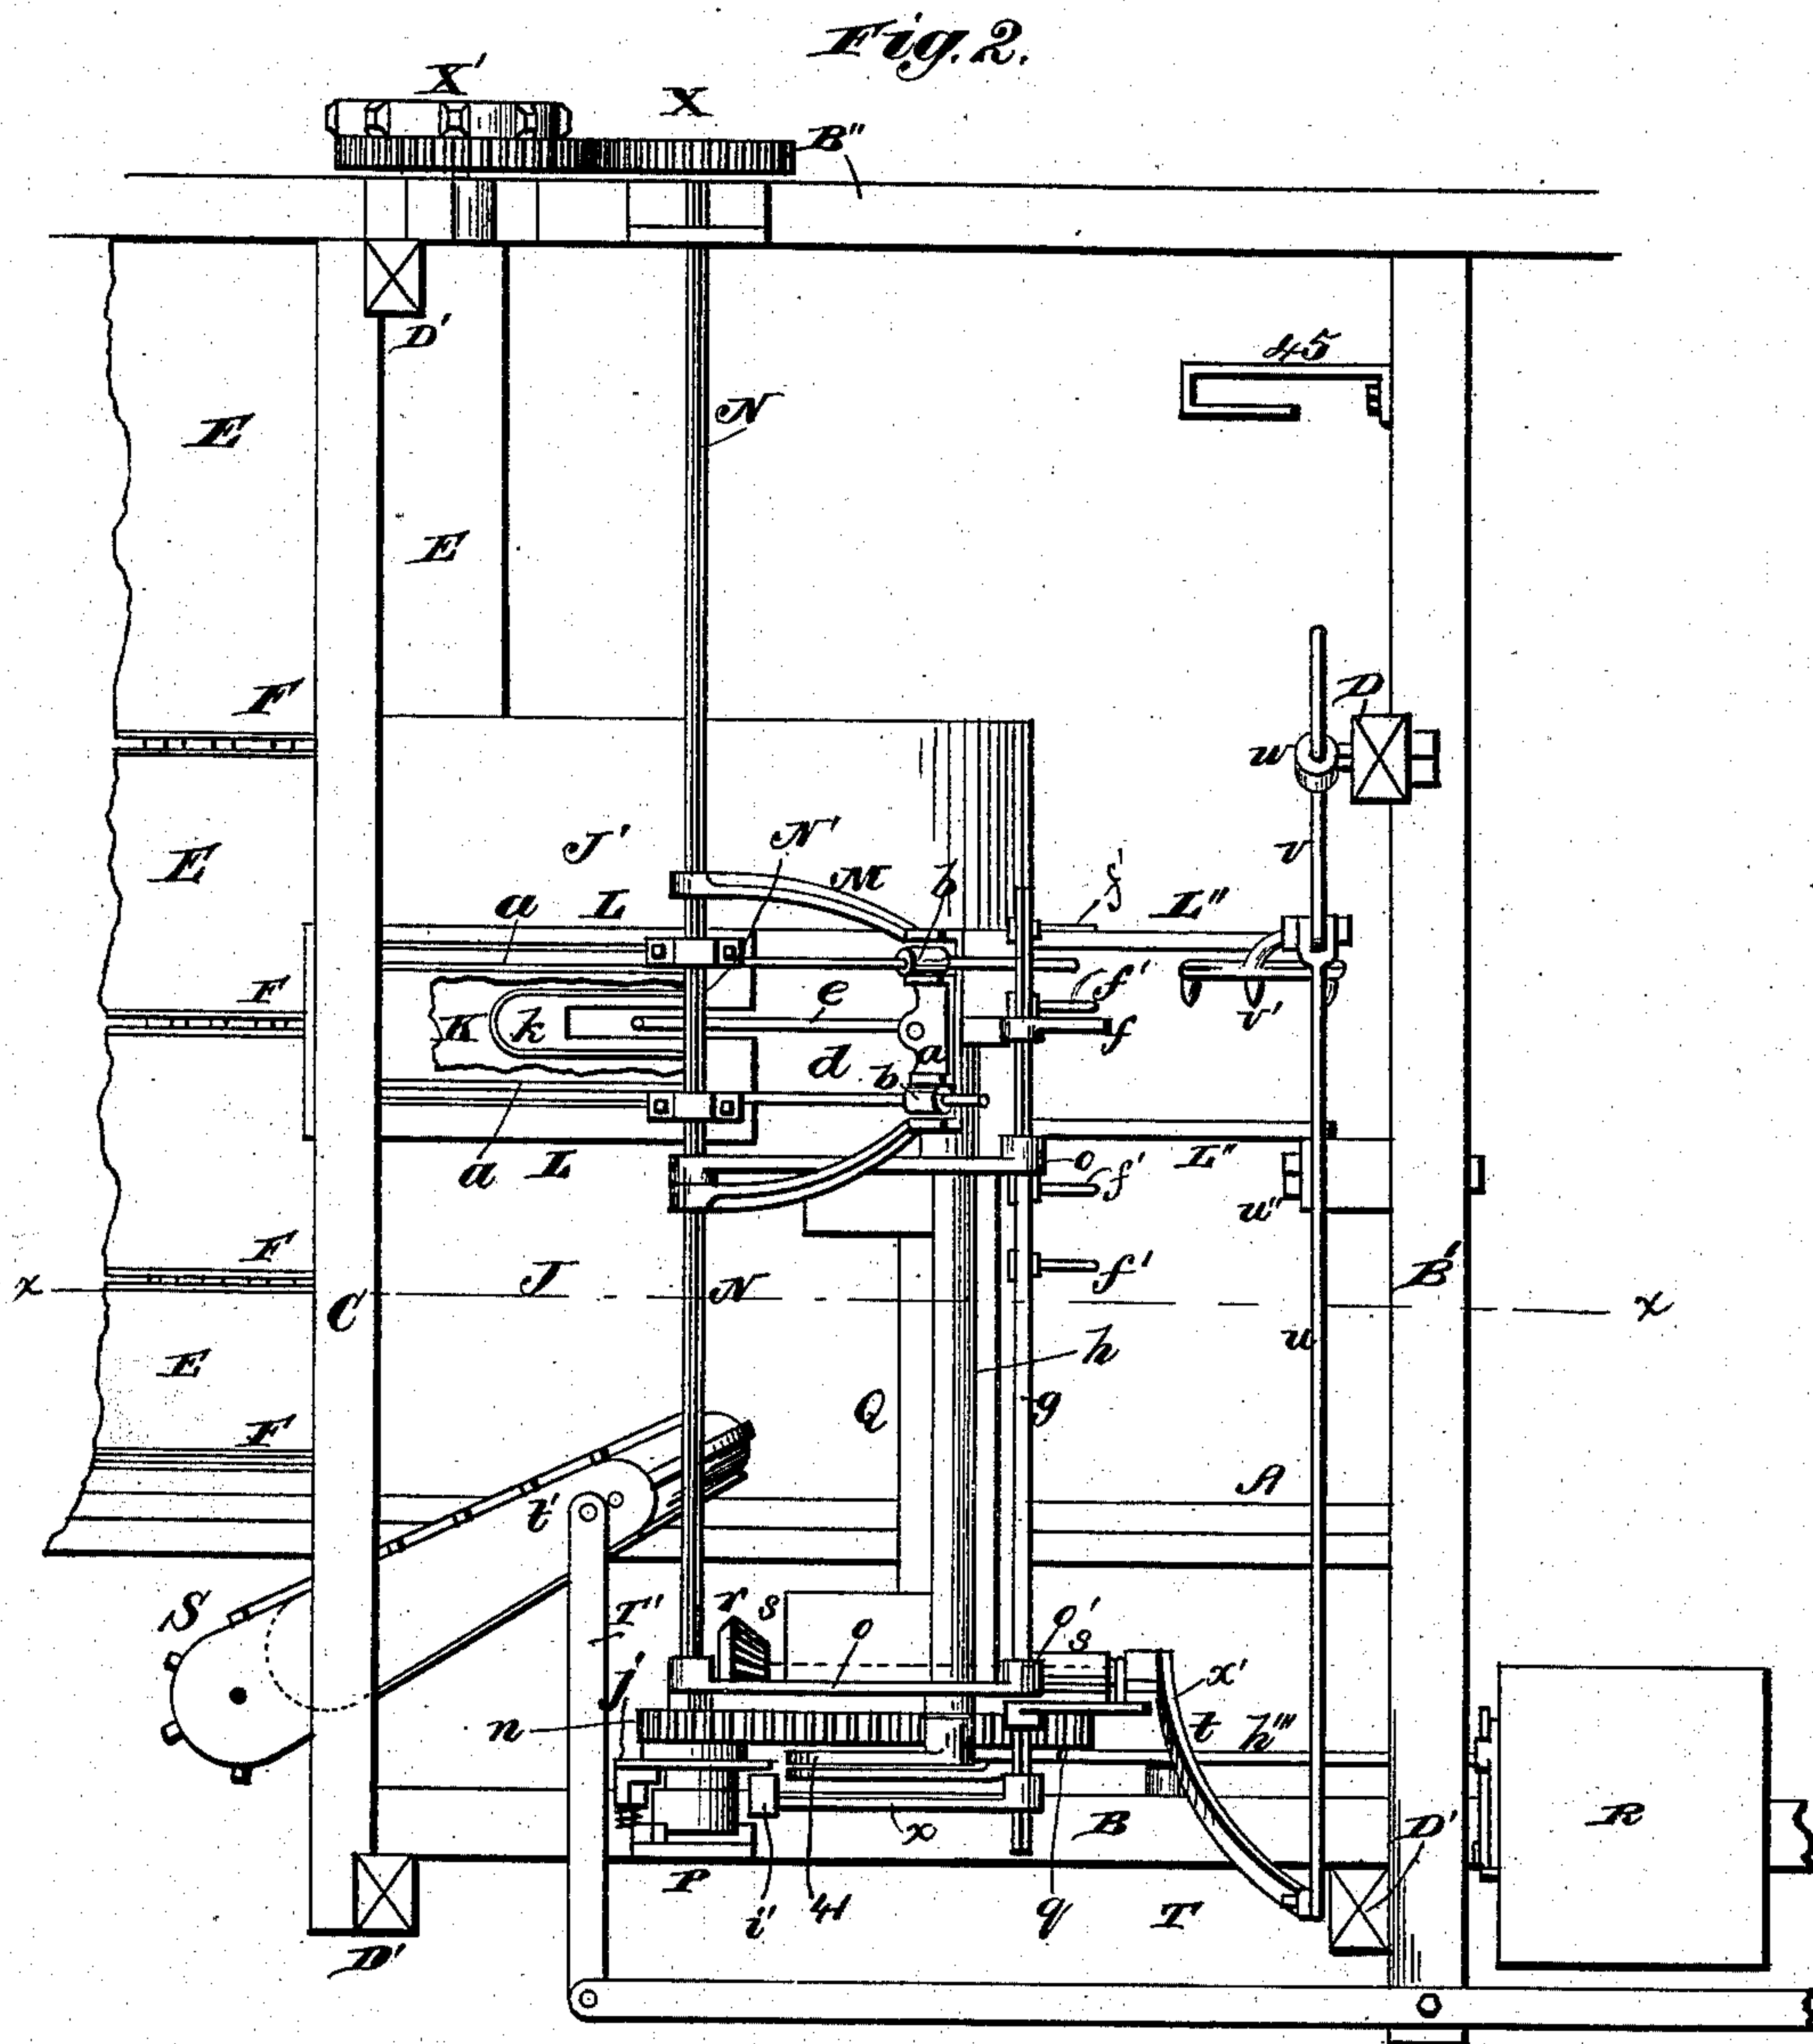 Fig. 2.
X'
X
B"
D'
45
N
E
E
D
F
u
J'
N'
M
b
v
E
a
L
f'
L"
F
K
k
e
f'
v'
d
a
f
b
a
L
o
f'
L"
u"
F
J
f'
B'
x
C
N
x
u
h
E
Q
g
F
A
t'
S
T"
r
s
o
o'
s
x'
j
n
t
h'''
x
B
R
D'
P
i'
41
q
T
D'